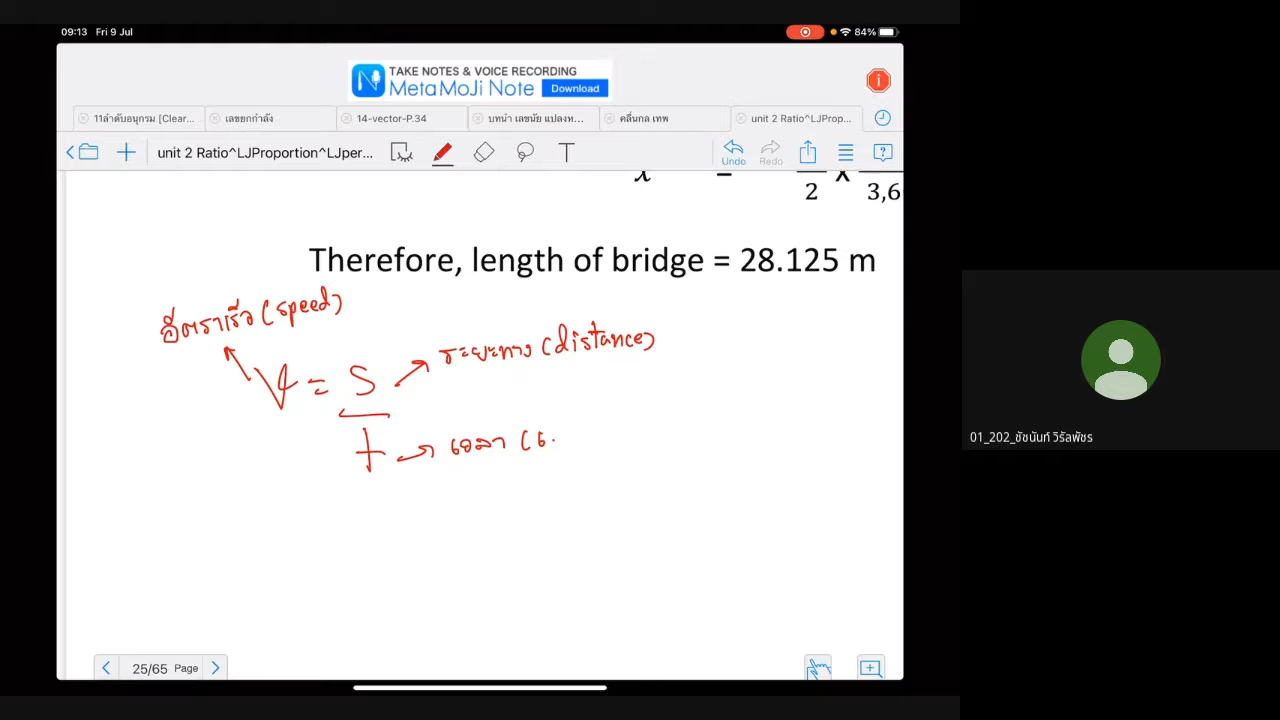 09:13 Fri 9 Jul
84%
TAKE NOTES & VOICE RECORDING
MetaMoJi Note Download
11ลำดับอนุกรม [Clear...
เลขยกกำลัง
14-vector-P.34
บทน่า เลขนัย แปลงห...
คลื่นกล เทพ
unit 2 Ratio^LJPropo...
unit 2 Ratio^LJProportion^LJper...
T
Undo
Redo
x = 2 x 3,6
Therefore, length of bridge = 28.125 m
อัตราเร็ว (speed)
V = S ระยะทาง (distance)
t เวลา (t
25/65 Page
01_202_ชัชนันท์ วิรัลพัชร